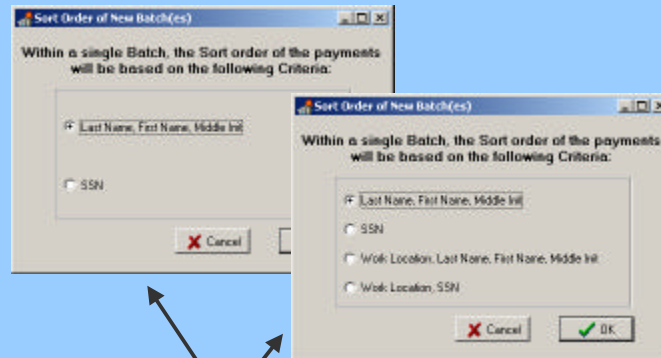 Sort Order of New Batch(es)
Within a single Batch, the Sort order of the payments
will be based on the following Criteria:
Last Name, First Name, Middle Init
SSN
Cancel
Sort Order of New Batch(es)
Within a single Batch, the Sort order of the payments
will be based on the following Criteria:
Last Name, First Name, Middle Init
SSN
Work Location, Last Name, First Name, Middle Init
Work Location, SSN
Cancel
OK